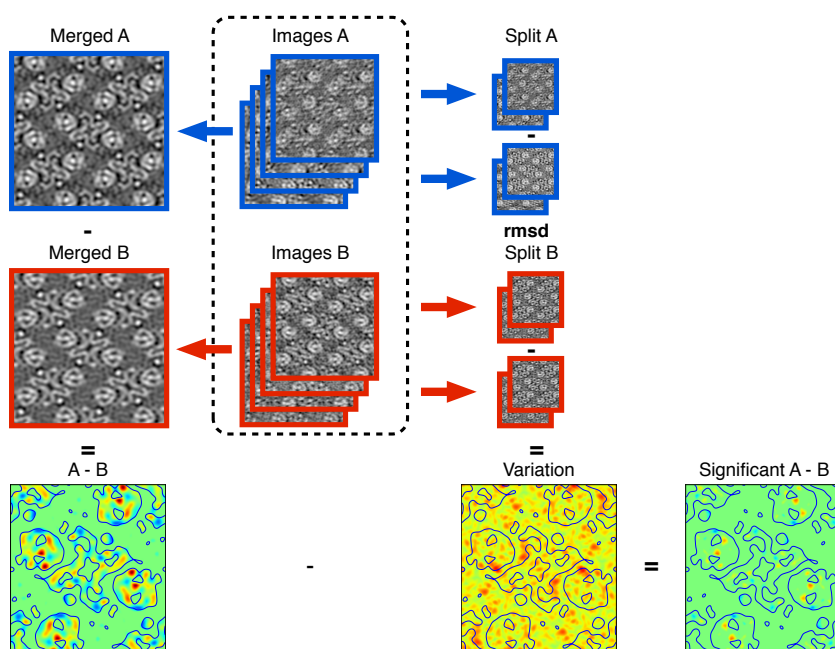 Merged A
Images A
Split A
-
-
rmsd
Merged B
Images B
Split B
-
=
=
A - B
Variation
Significant A - B
-
=